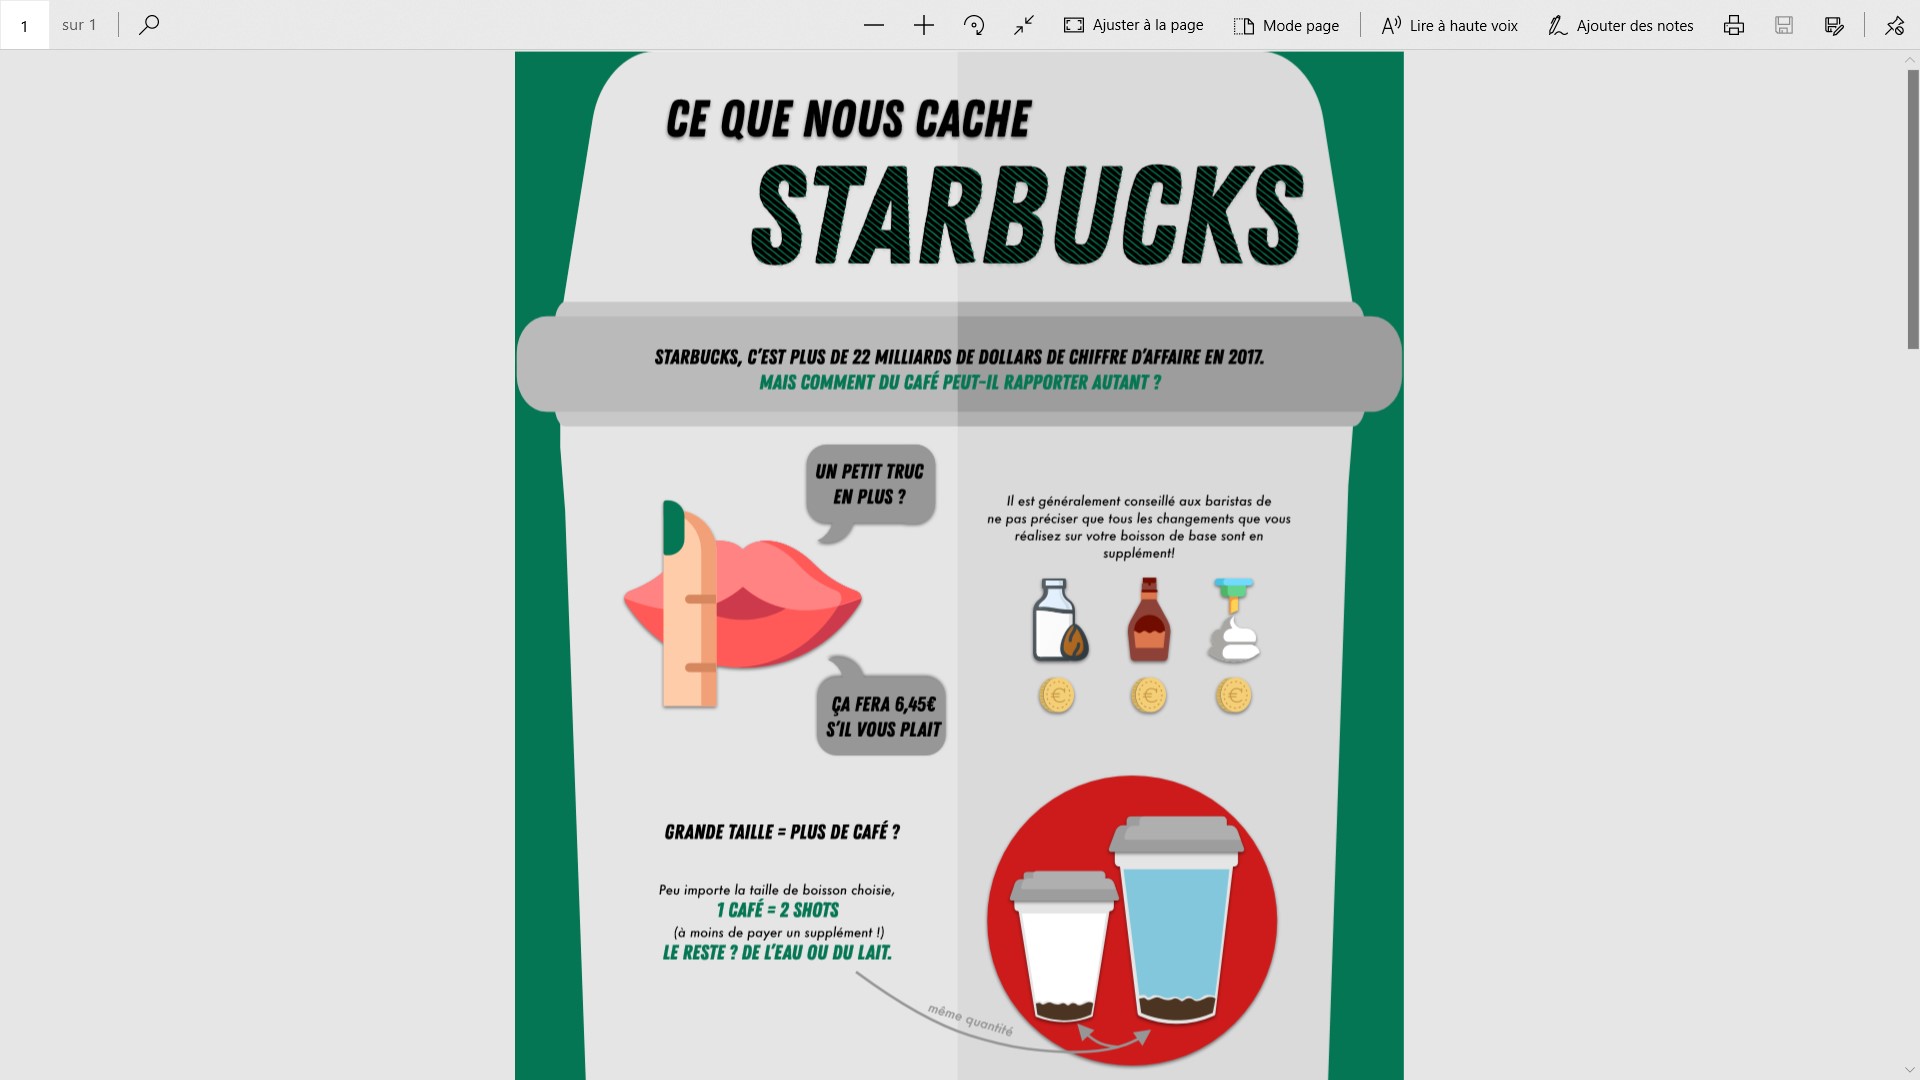 1 sur 1
Ajuster à la page
Mode page
Lire à haute voix
Ajouter des notes
CE QUE NOUS CACHE
STARBUCKS
STARBUCKS, C'EST PLUS DE 22 MILLIARDS DE DOLLARS DE CHIFFRE D'AFFAIRE EN 2017.
MAIS COMMENT DU CAFÉ PEUT-IL RAPPORTER AUTANT ?
UN PETIT TRUC
EN PLUS ?
ÇA FERA 6,45€
S'IL VOUS PLAIT
Il est généralement conseillé aux baristas de
ne pas préciser que tous les changements que vous
réalisez sur votre boisson de base sont en
supplément!
€
€
€
GRANDE TAILLE = PLUS DE CAFÉ ?
Peu importe la taille de boisson choisie,
1 CAFÉ = 2 SHOTS
(à moins de payer un supplément !)
LE RESTE ? DE L'EAU OU DU LAIT.
même quantité